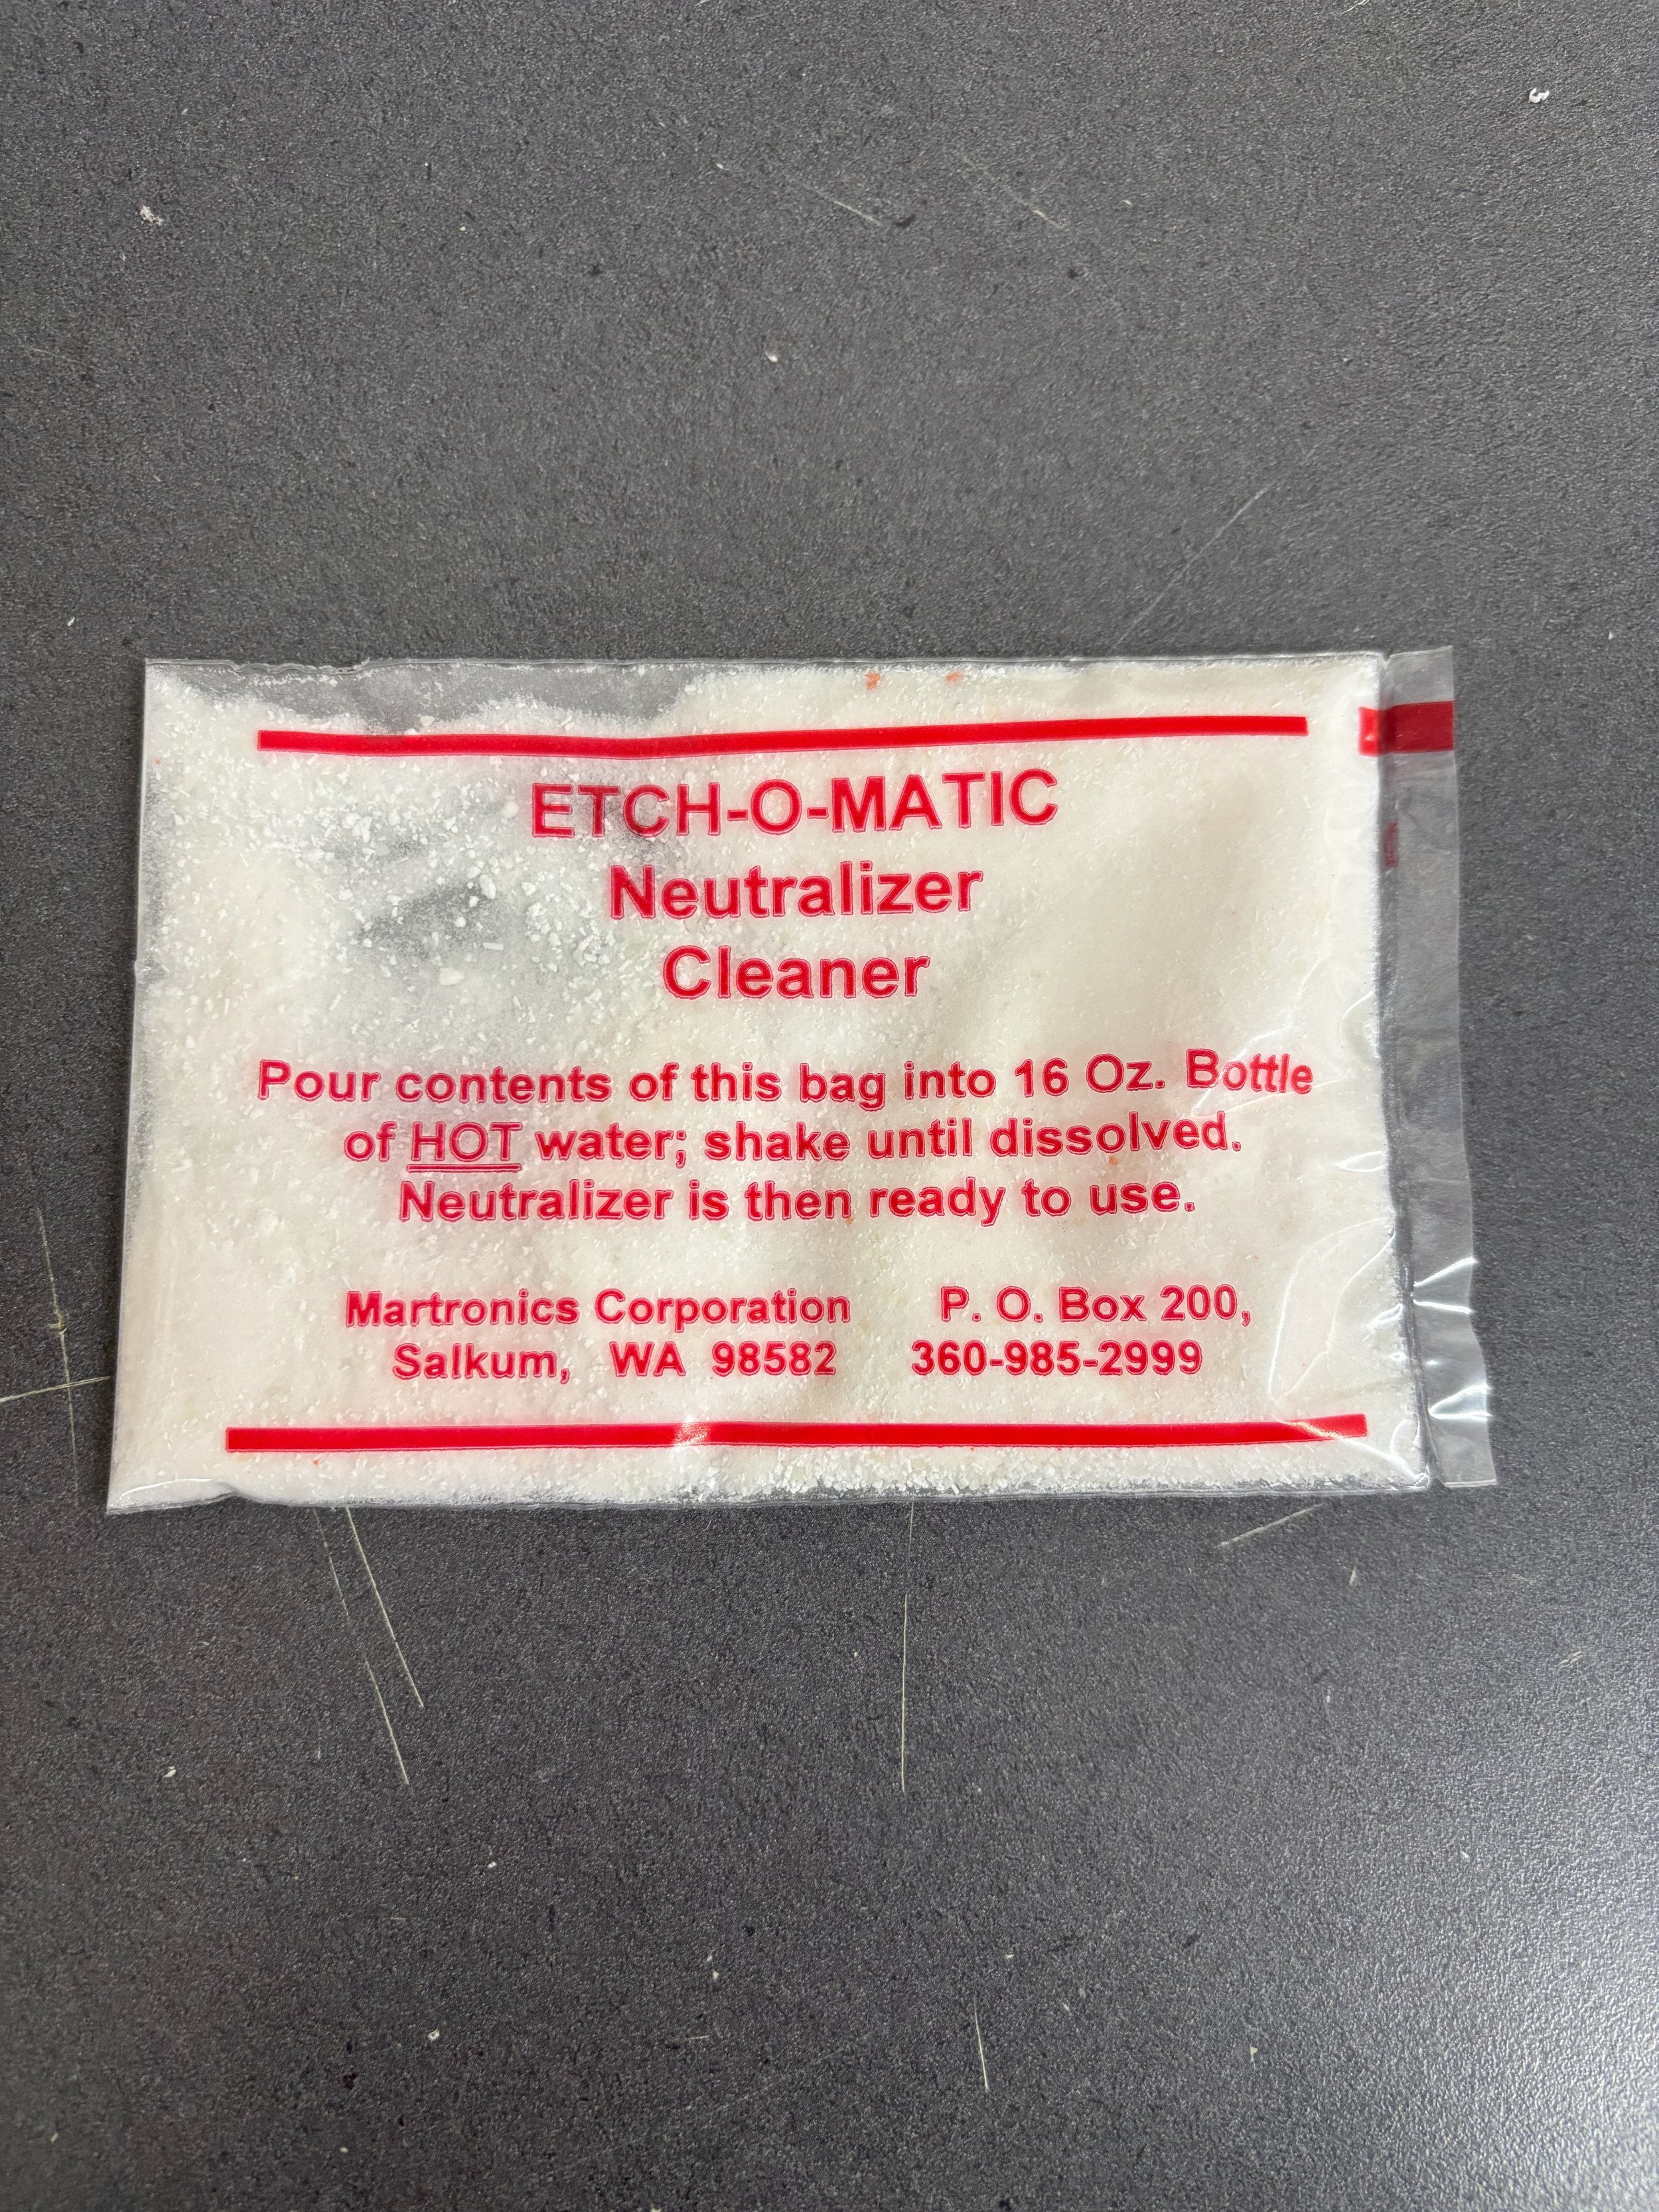 ETCH-O-MATIC
Neutralizer
Cleaner
Pour contents of this bag into 16 Oz. Bottle
of HOT water; shake until dissolved.
Neutralizer is then ready to use.
Martronics Corporation P. O. Box 200,
Salkum, WA 98582 360-985-2999